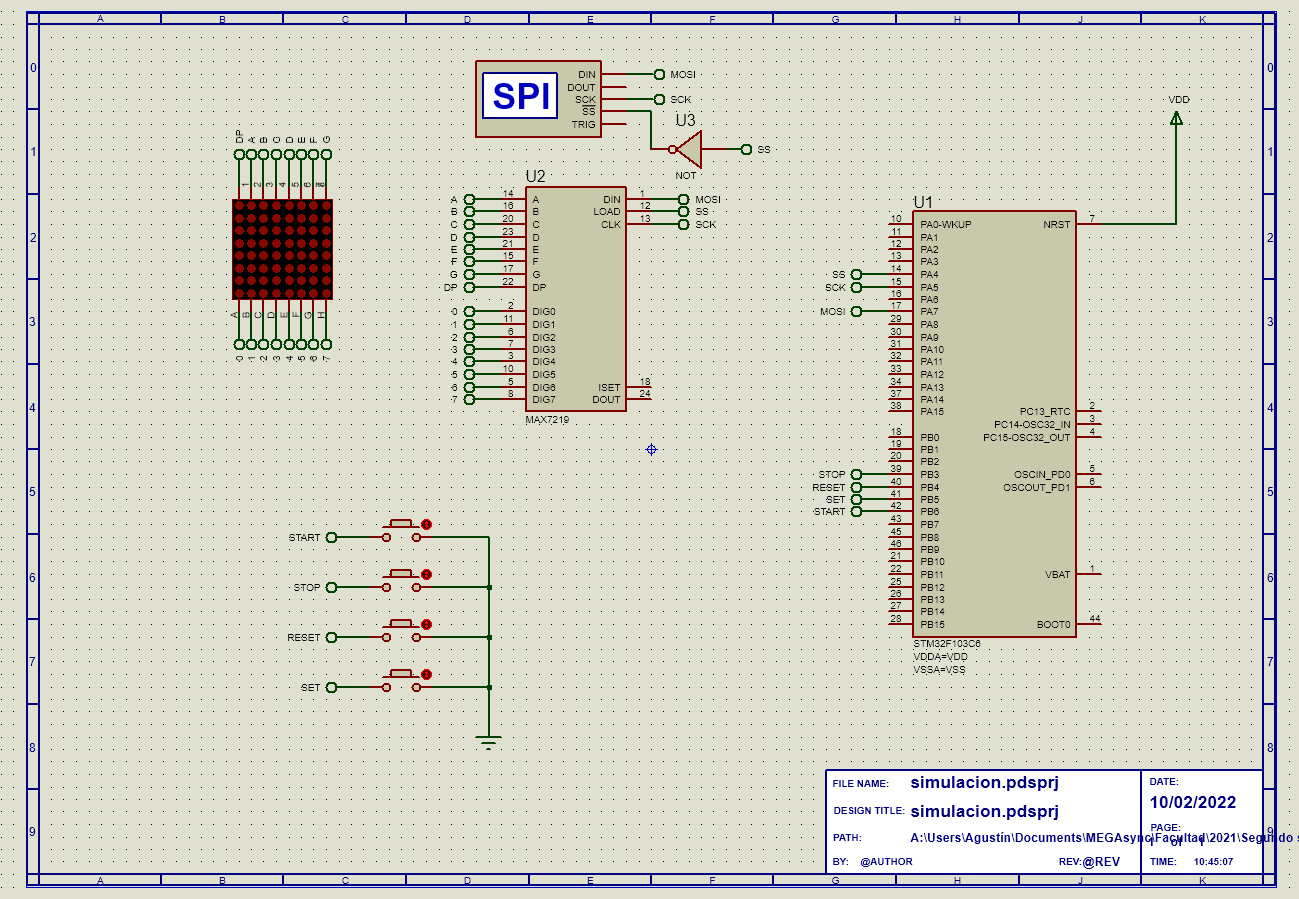 A B C D E F G H J K
0
1
2
3
4
5
6
7
8
9
0
1
2
3
4
5
6
7
8
9
SPI
DIN
DOUT
SCK
SS
TRIG
MOSI
SCK
U3
NOT
SS
VDD
DP A B C D E F G
1 2 3 4 5 6
A B C D E F G H
0 1 2 3 4 5 6 7
U2
A 14 A
B 16 B
C 20 C
D 23 D
E 21 E
F 15 F
G 17 G
DP 22 DP
0 2 DIG0
1 11 DIG1
2 6 DIG2
3 7 DIG3
4 3 DIG4
5 10 DIG5
6 5 DIG6
7 8 DIG7
DIN 1 MOSI
LOAD 12 SS
CLK 13 SCK
ISET 18
DOUT 24
MAX7219
U1
10 PA0-WKUP
11 PA1
12 PA2
13 PA3
SS 14 PA4
SCK 15 PA5
16 PA6
MOSI 17 PA7
29 PA8
30 PA9
31 PA10
32 PA11
33 PA12
34 PA13
37 PA14
38 PA15
18 PB0
19 PB1
20 PB2
STOP 39 PB3
RESET 40 PB4
SET 41 PB5
START 42 PB6
43 PB7
45 PB8
46 PB9
21 PB10
22 PB11
25 PB12
26 PB13
27 PB14
28 PB15
NRST 7
PC13_RTC 2
PC14-OSC32_IN 3
PC15-OSC32_OUT 4
OSCIN_PD0 5
OSCOUT_PD1 6
VBAT 1
BOOT0 44
STM32F103C6
VDDA=VDD
VSSA=VSS
START
STOP
RESET
SET
FILE NAME: simulacion.pdsprj
DESIGN TITLE: simulacion.pdsprj
PATH: A:\Users\Agustín\Documents\MEGAsync\Facultad\2021\Segundo s
BY: @AUTHOR REV:@REV
DATE:
10/02/2022
PAGE:
1 of 1
TIME: 10:45:07
A B C D E F G H J K